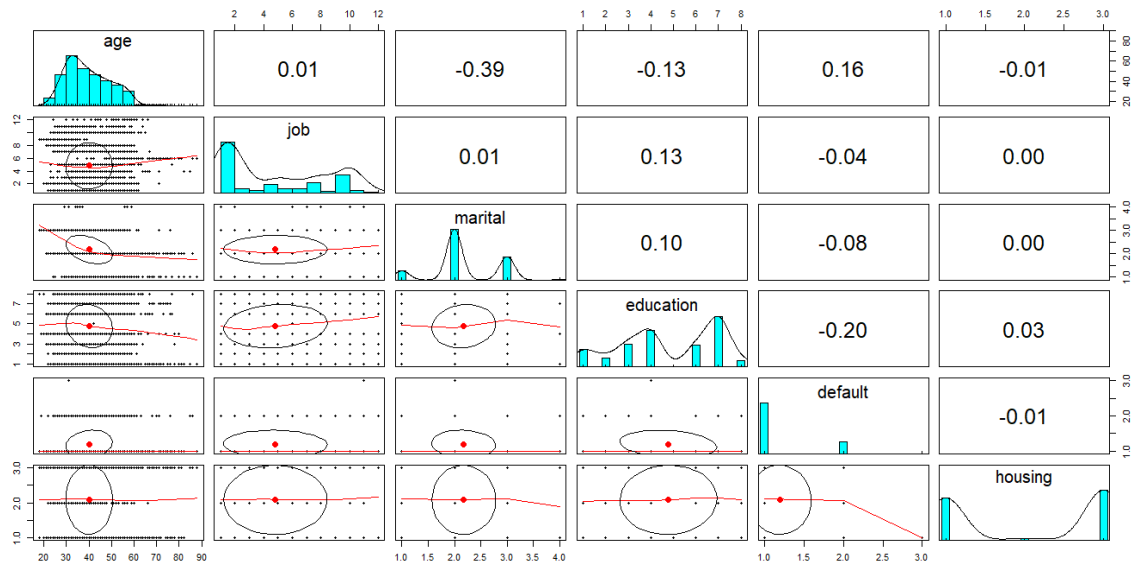 2 4 6 8 10 12
1 2 3 4 5 6 7 8
1.0 1.5 2.0 2.5 3.0
age
0.01
-0.39
-0.13
0.16
-0.01
20 40 60 80
2 4 6 8 10 12
job
0.01
0.13
-0.04
0.00
marital
0.10
-0.08
0.00
1.0 2.0 3.0 4.0
1 3 5 7
education
-0.20
0.03
default
-0.01
1.0 2.0 3.0
1.0 2.0 3.0
housing
20 30 40 50 60 70 80 90
1.0 1.5 2.0 2.5 3.0 3.5 4.0
1.0 1.5 2.0 2.5 3.0